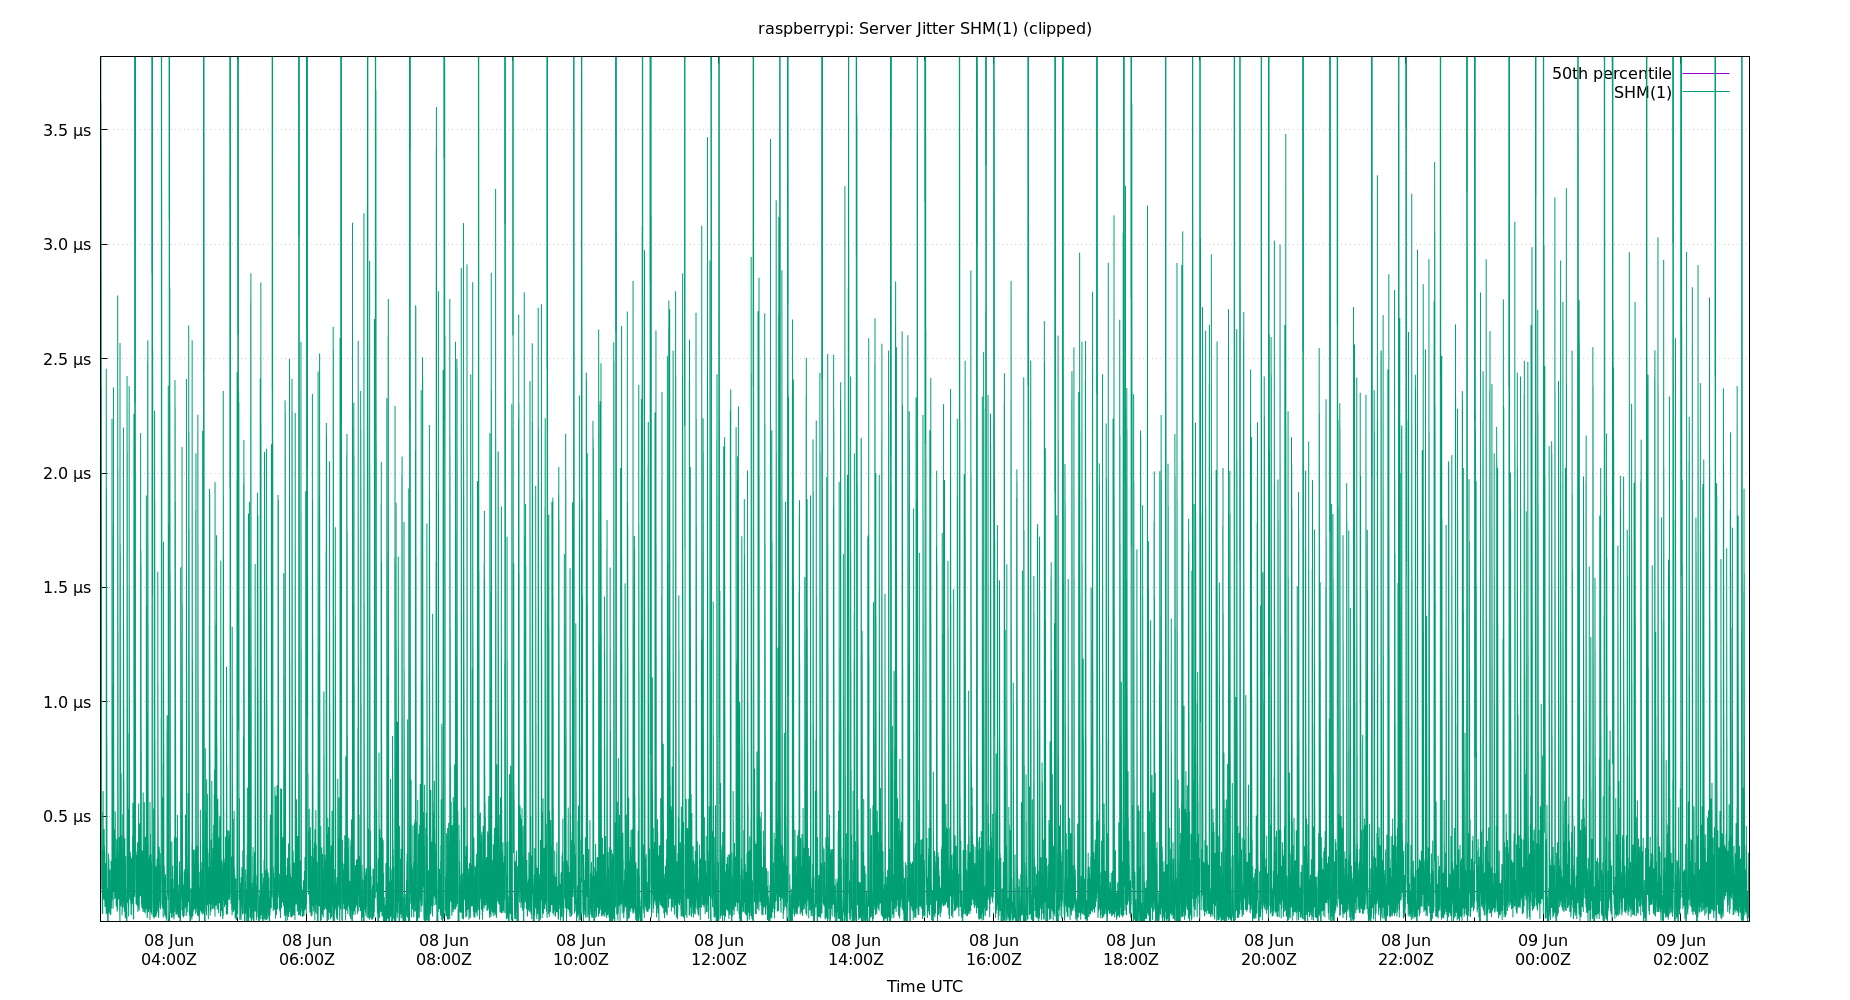 raspberrypi: Server Jitter SHM(1) (clipped)
50th percentile
SHM(1)
3.5 µs
3.0 µs
2.5 µs
2.0 µs
1.5 µs
1.0 µs
0.5 µs
08 Jun 08 Jun 08 Jun 08 Jun 08 Jun 08 Jun 08 Jun 08 Jun 08 Jun 08 Jun 09 Jun 09 Jun
04:00Z 06:00Z 08:00Z 10:00Z 12:00Z 14:00Z 16:00Z 18:00Z 20:00Z 22:00Z 00:00Z 02:00Z
Time UTC